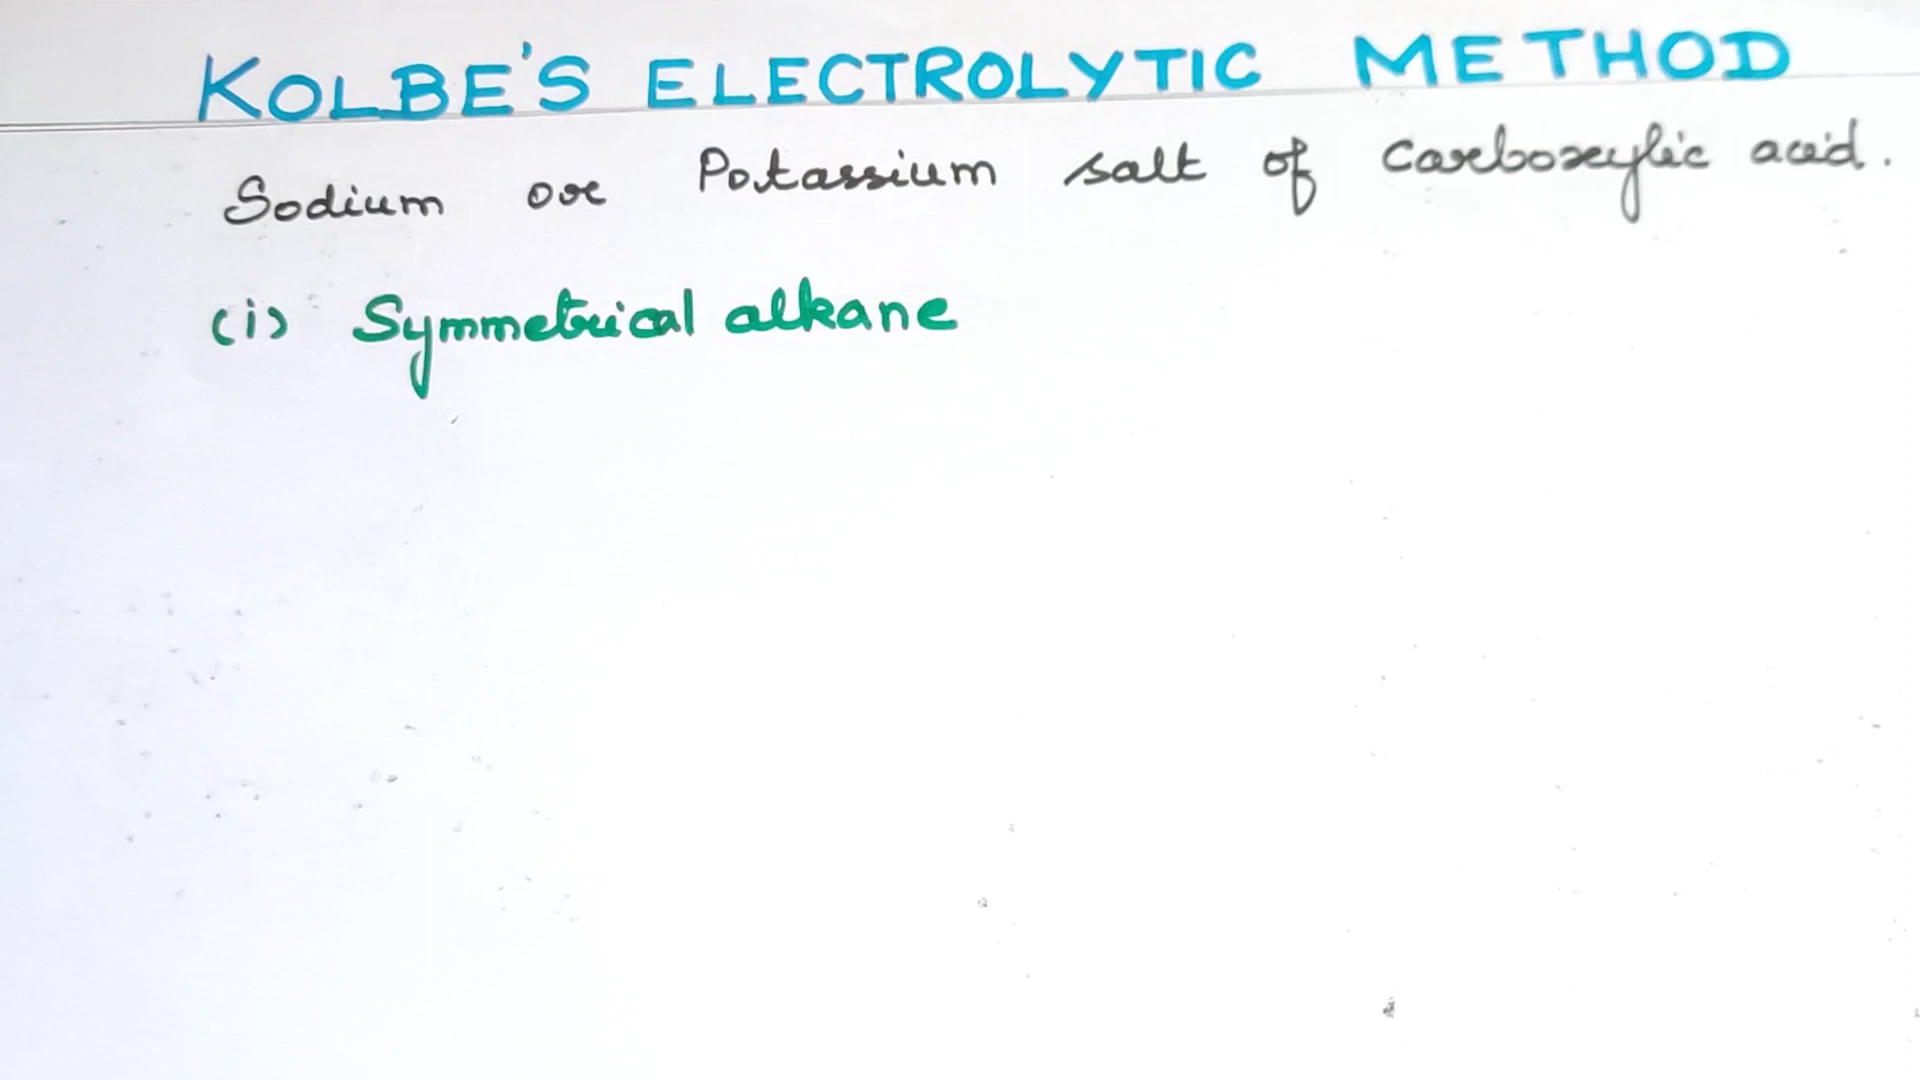 KOLBE'S ELECTROLYTIC METHOD
Sodium or Potassium salt of Carboxylic acid.
(i) Symmetrical alkane